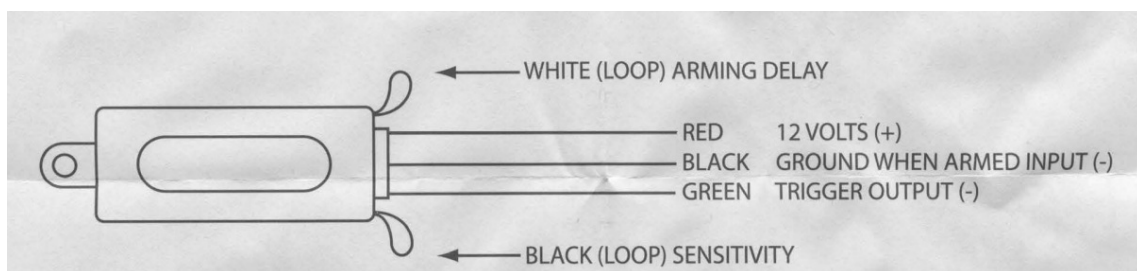 WHITE (LOOP) ARMING DELAY
RED 12 VOLTS (+)
BLACK GROUND WHEN ARMED INPUT (-)
GREEN TRIGGER OUTPUT (-)
BLACK (LOOP) SENSITIVITY